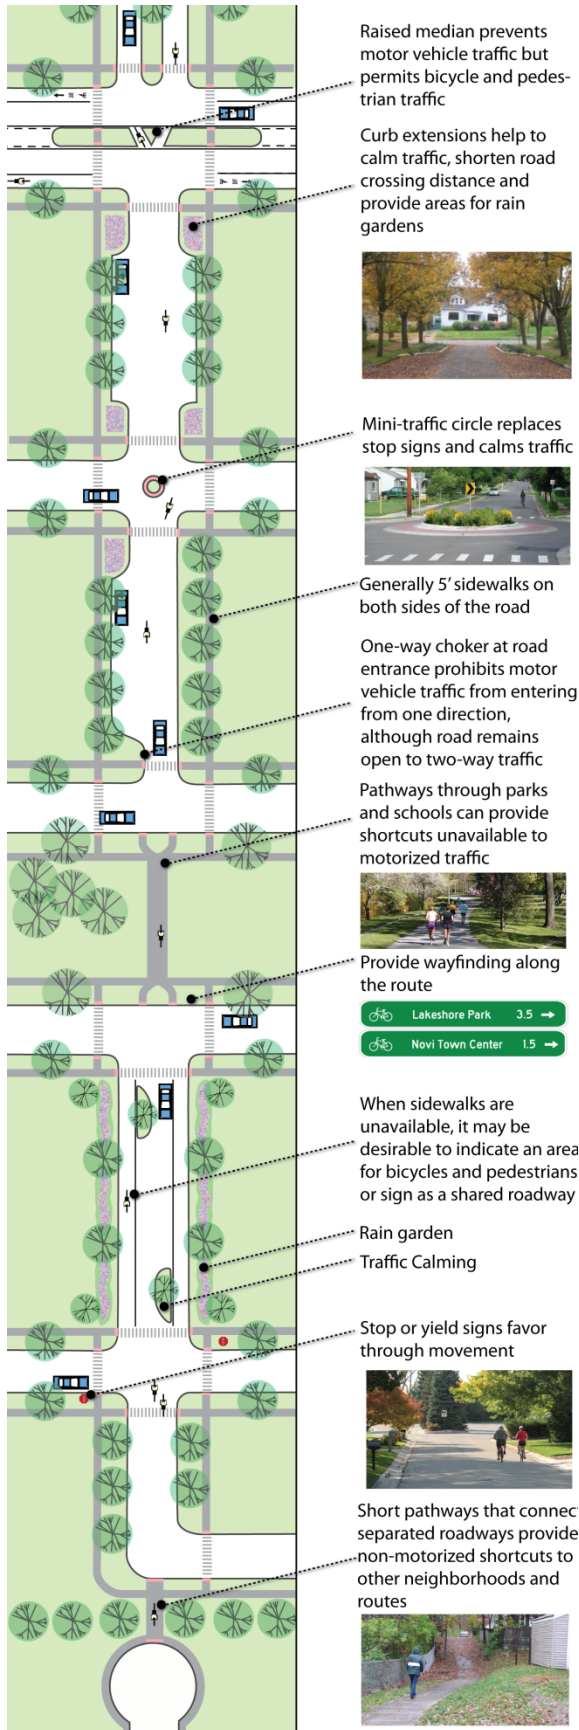 Raised median prevents
motor vehicle traffic but
permits bicycle and pedes-
trian traffic
Curb extensions help to
calm traffic, shorten road
crossing distance and
provide areas for rain
gardens
Mini-traffic circle replaces
stop signs and calms traffic
Generally 5' sidewalks on
both sides of the road
One-way choker at road
entrance prohibits motor
vehicle traffic from entering
from one direction,
although road remains
open to two-way traffic
Pathways through parks
and schools can provide
shortcuts unavailable to
motorized traffic
Provide wayfinding along
the route
Lakeshore Park 3.5 →
Novi Town Center 1.5 →
When sidewalks are
unavailable, it may be
desirable to indicate an area
for bicycles and pedestrians
or sign as a shared roadway
Rain garden
Traffic Calming
Stop or yield signs favor
through movement
Short pathways that connect
separated roadways provide
non-motorized shortcuts to
other neighborhoods and
routes